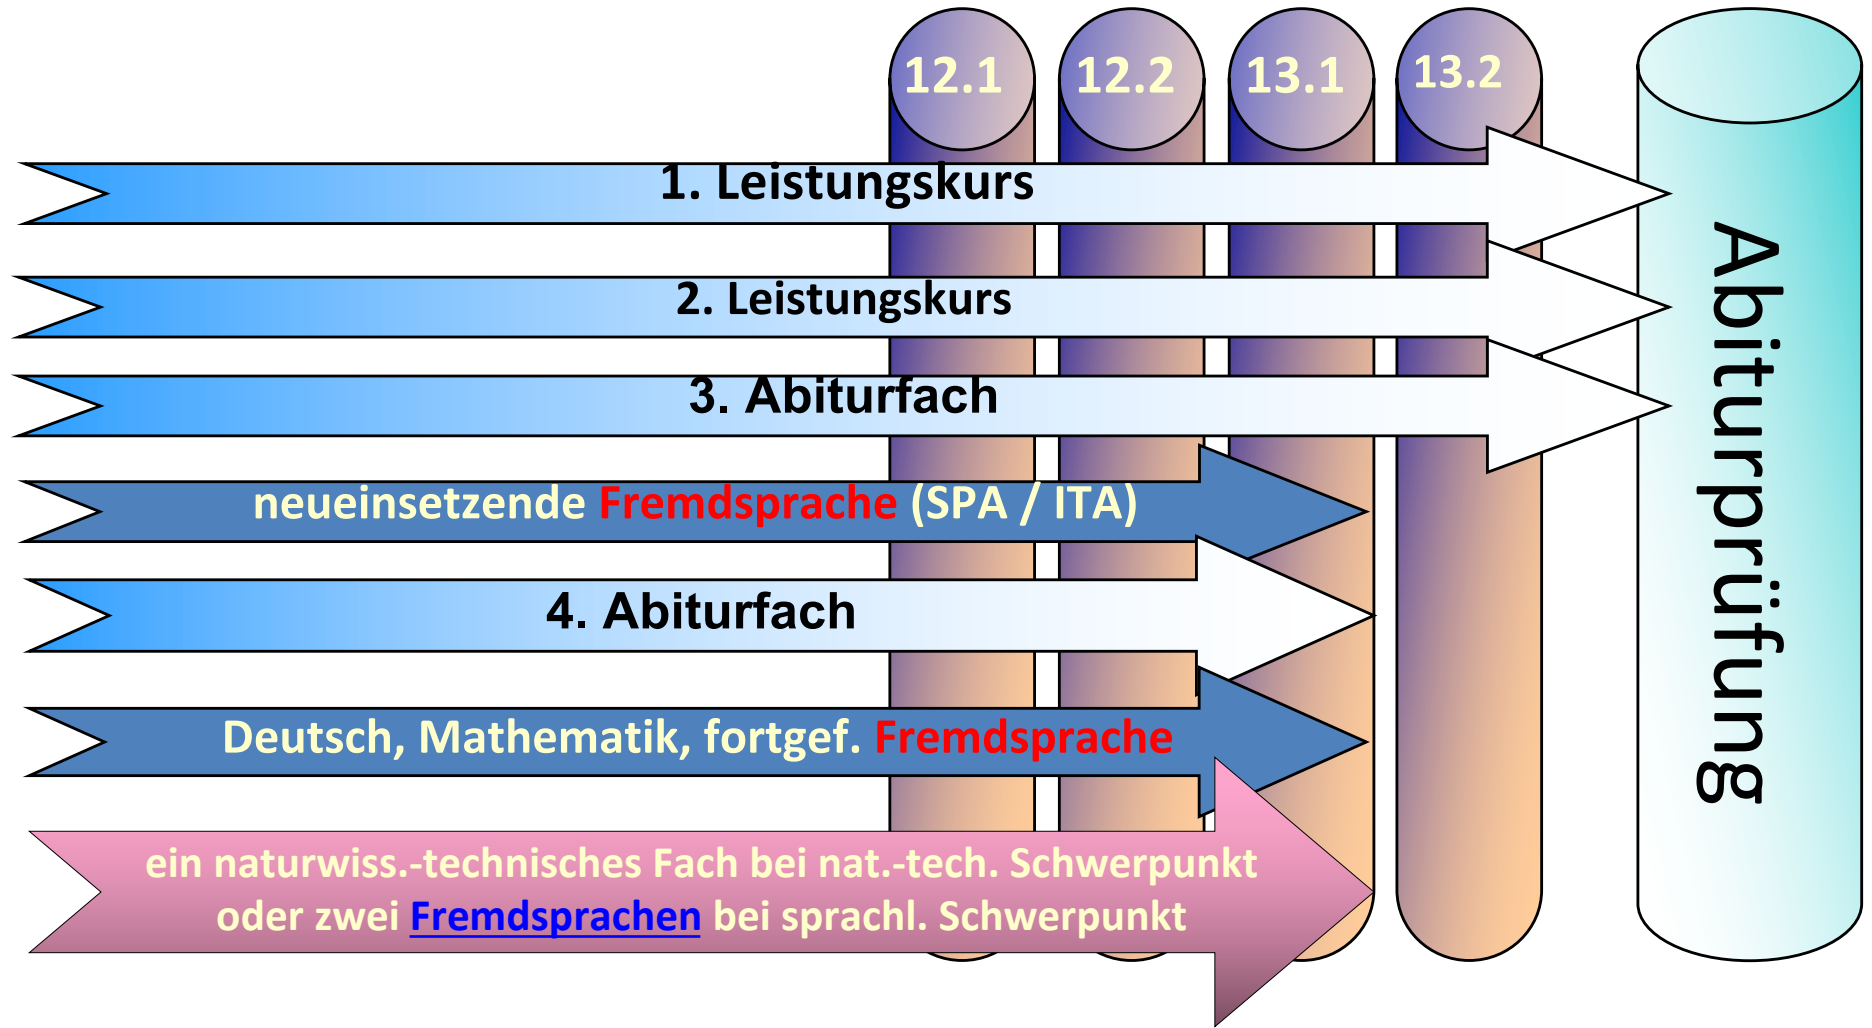 12.1
12.2
13.1
13.2
1. Leistungskurs
2. Leistungskurs
3. Abiturfach
neueinsetzende Fremdsprache (SPA / ITA)
4. Abiturfach
Deutsch, Mathematik, fortgef. Fremdsprache
ein naturwiss.-technisches Fach bei nat.-tech. Schwerpunkt
oder zwei Fremdsprachen bei sprachl. Schwerpunkt
Abiturprüfung